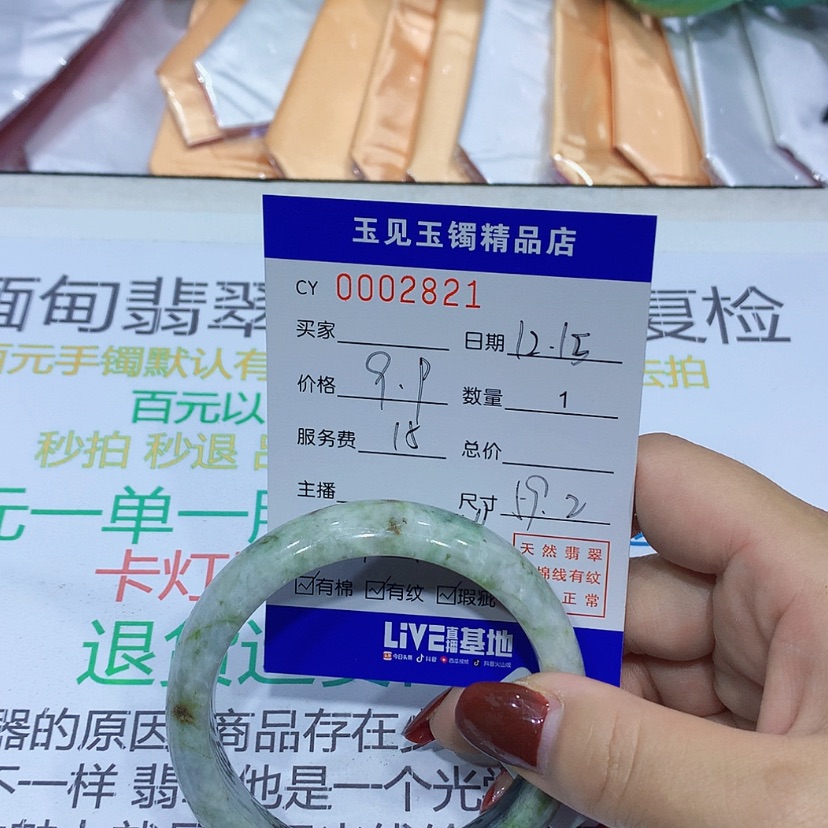 玉见玉镯精品店
CY 0002821
买家 日期 12.15
价格 9.9 数量 1
服务费 18 总价
主播 尺寸 59.2
天然翡翠
棉线有纹
正常
有棉 有纹 瑕疵
LIVE直播基地
今日头条 抖音 西瓜视频 抖音火山版
缅甸翡翠 复检
百元手镯默认有 去拍
百元以
秒拍 秒退
元一单一
卡灯
退货
器的原因 商品存在
不一样 翡 他是一个光